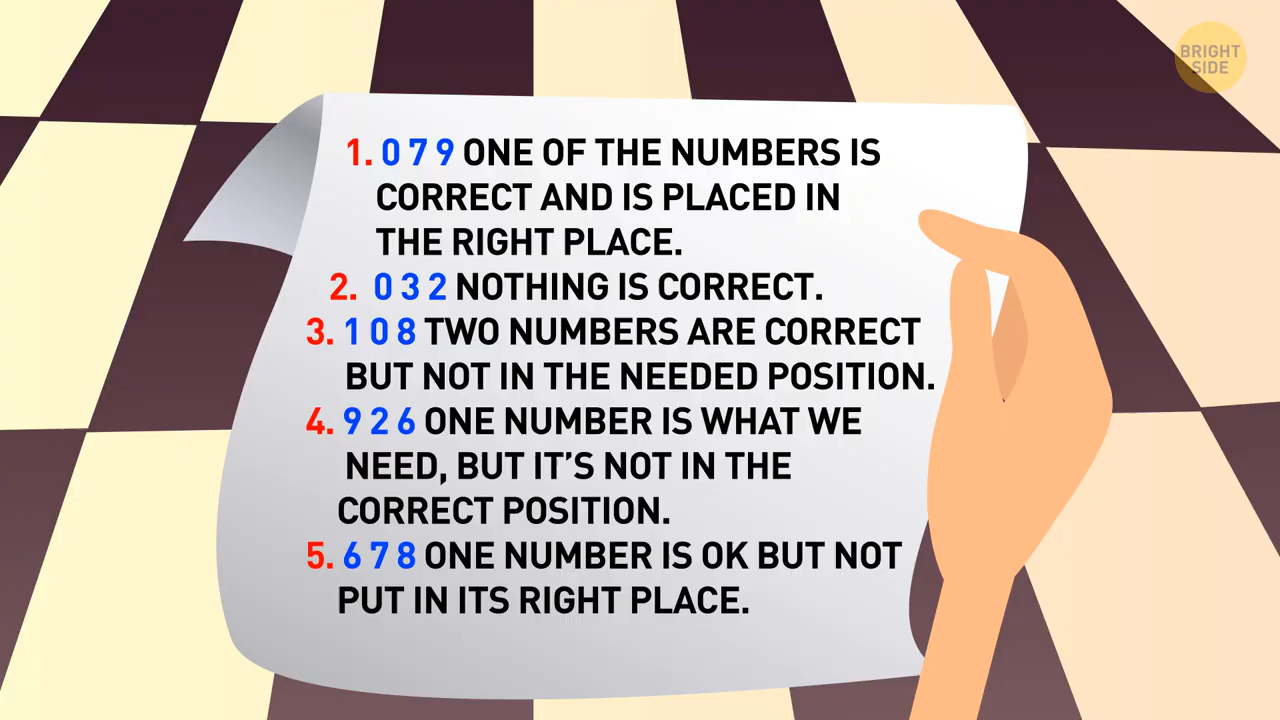 BRIGHT
SIDE
1. 0 7 9 ONE OF THE NUMBERS IS
CORRECT AND IS PLACED IN
THE RIGHT PLACE.
2. 0 3 2 NOTHING IS CORRECT.
3. 1 0 8 TWO NUMBERS ARE CORRECT
BUT NOT IN THE NEEDED POSITION.
4. 9 2 6 ONE NUMBER IS WHAT WE
NEED, BUT IT'S NOT IN THE
CORRECT POSITION.
5. 6 7 8 ONE NUMBER IS OK BUT NOT
PUT IN ITS RIGHT PLACE.